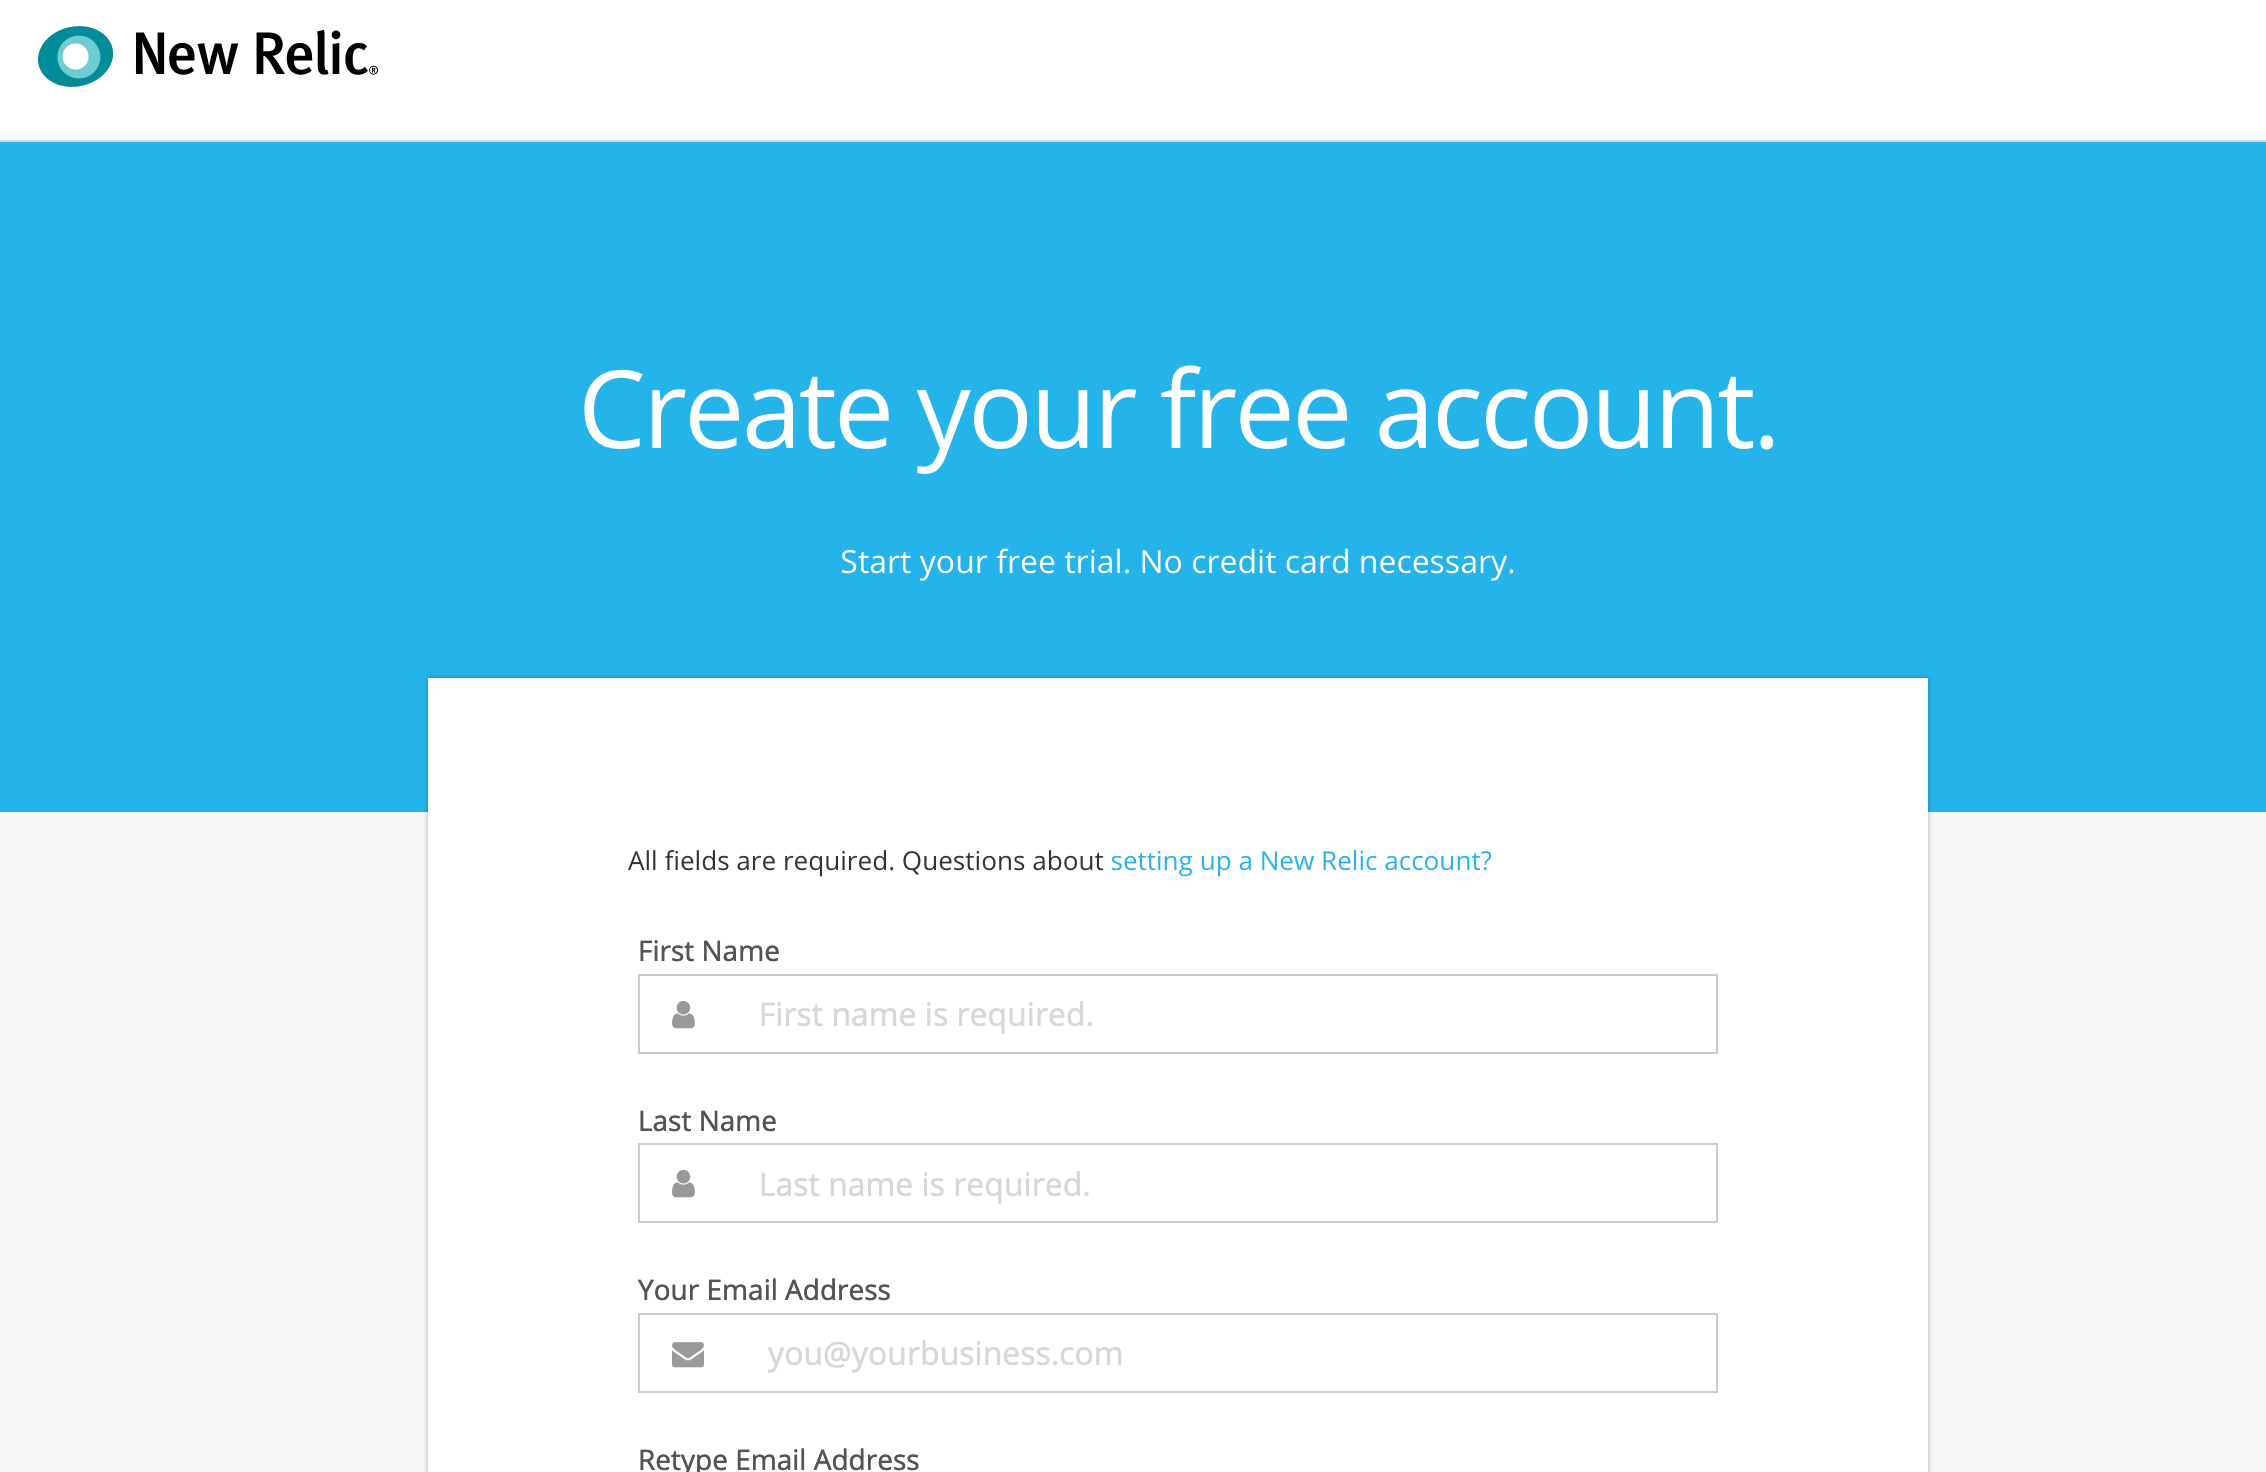 New Relic®
Create your free account.
Start your free trial. No credit card necessary.
All fields are required. Questions about setting up a New Relic account?
First Name
First name is required.
Last Name
Last name is required.
Your Email Address
you@yourbusiness.com
Retype Email Address